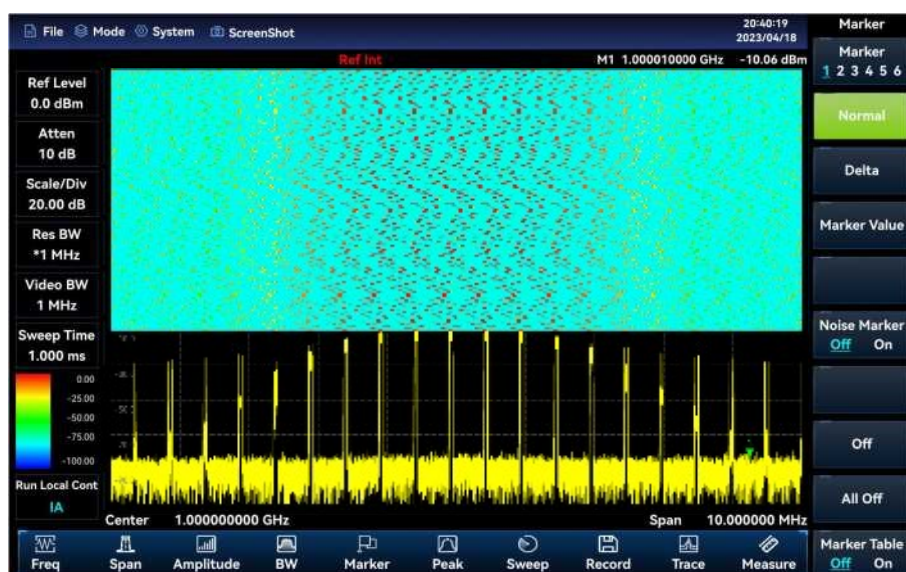 File Mode System ScreenShot
20:40:19
2023/04/18
Ref Int
M1 1.000010000 GHz -10.06 dBm
Ref Level
0.0 dBm
Atten
10 dB
Scale/Div
20.00 dB
Res BW
*1 MHz
Video BW
1 MHz
Sweep Time
1.000 ms
0.00
-25.00
-50.00
-75.00
-100.00
Run Local Cont
IA
Center 1.000000000 GHz
Span 10.000000 MHz
Freq Span Amplitude BW Marker Peak Sweep Record Trace Measure
Marker
Marker
1 2 3 4 5 6
Normal
Delta
Marker Value
Noise Marker
Off On
Off
All Off
Marker Table
Off On